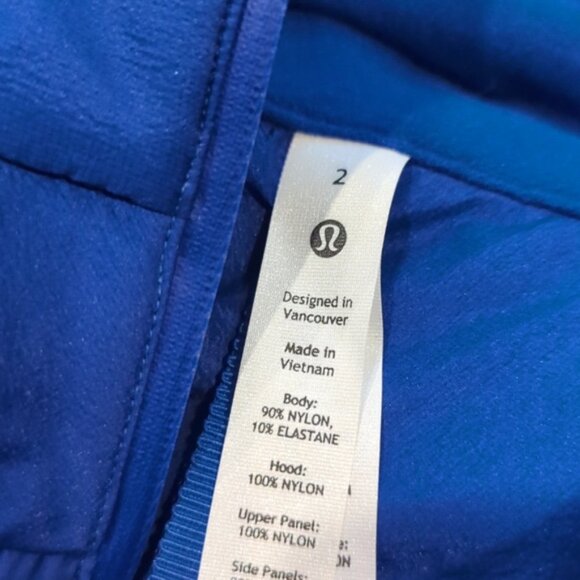 2
Designed in
Vancouver
Made in
Vietnam
Body:
90% NYLON,
10% ELASTANE
Hood:
100% NYLON
Upper Panel:
100% NYLON
Side Panels: